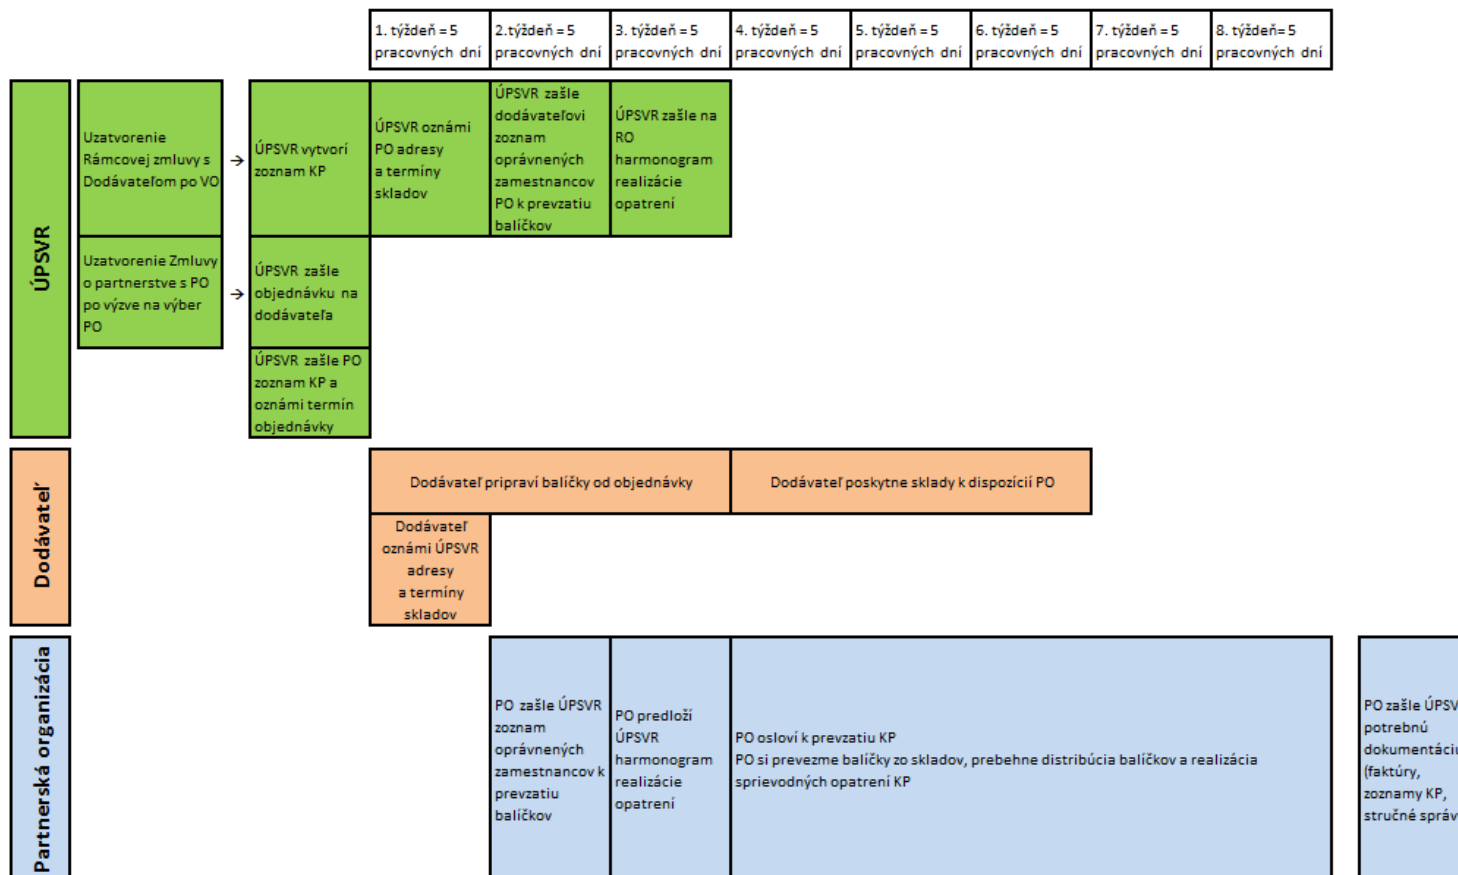 1. týždeň = 5
pracovných dní
2.týždeň = 5
pracovných dní
3. týždeň = 5
pracovných dní
4. týždeň = 5
pracovných dní
5. týždeň = 5
pracovných dní
6. týždeň = 5
pracovných dní
7. týždeň = 5
pracovných dní
8. týždeň= 5
pracovných dní
ÚPSVR
Uzatvorenie
Rámcovej zmluvy s
Dodávateľom po VO
→
ÚPSVR vytvorí
zoznam KP
ÚPSVR oznámi
PO adresy
a termíny
skladov
ÚPSVR zašle
dodávateľovi
zoznam
oprávnených
zamestnancov
PO k prevzatiu
balíčkov
ÚPSVR zašle na
RO
harmonogram
realizácie
opatrení
Uzatvorenie Zmluvy
o partnerstve s PO
po výzve na výber
PO
→
ÚPSVR zašle
objednávku na
dodávateľa
ÚPSVR zašle PO
zoznam KP a
oznámi termín
objednávky
Dodávateľ
Dodávateľ pripraví balíčky od objednávky
Dodávateľ poskytne sklady k dispozícií PO
Dodávateľ
oznámi ÚPSVR
adresy
a termíny
skladov
Partnerská organizácia
PO zašle ÚPSVR
zoznam
oprávnených
zamestnancov k
prevzatiu
balíčkov
PO predloží
ÚPSVR
harmonogram
realizácie
opatrení
PO osloví k prevzatiu KP
PO si prevezme balíčky zo skladov, prebehne distribúcia balíčkov a realizácia
sprievodných opatrení KP
PO zašle ÚPSV
potrebnú
dokumentáciu
(faktúry,
zoznamy KP,
stručné správ